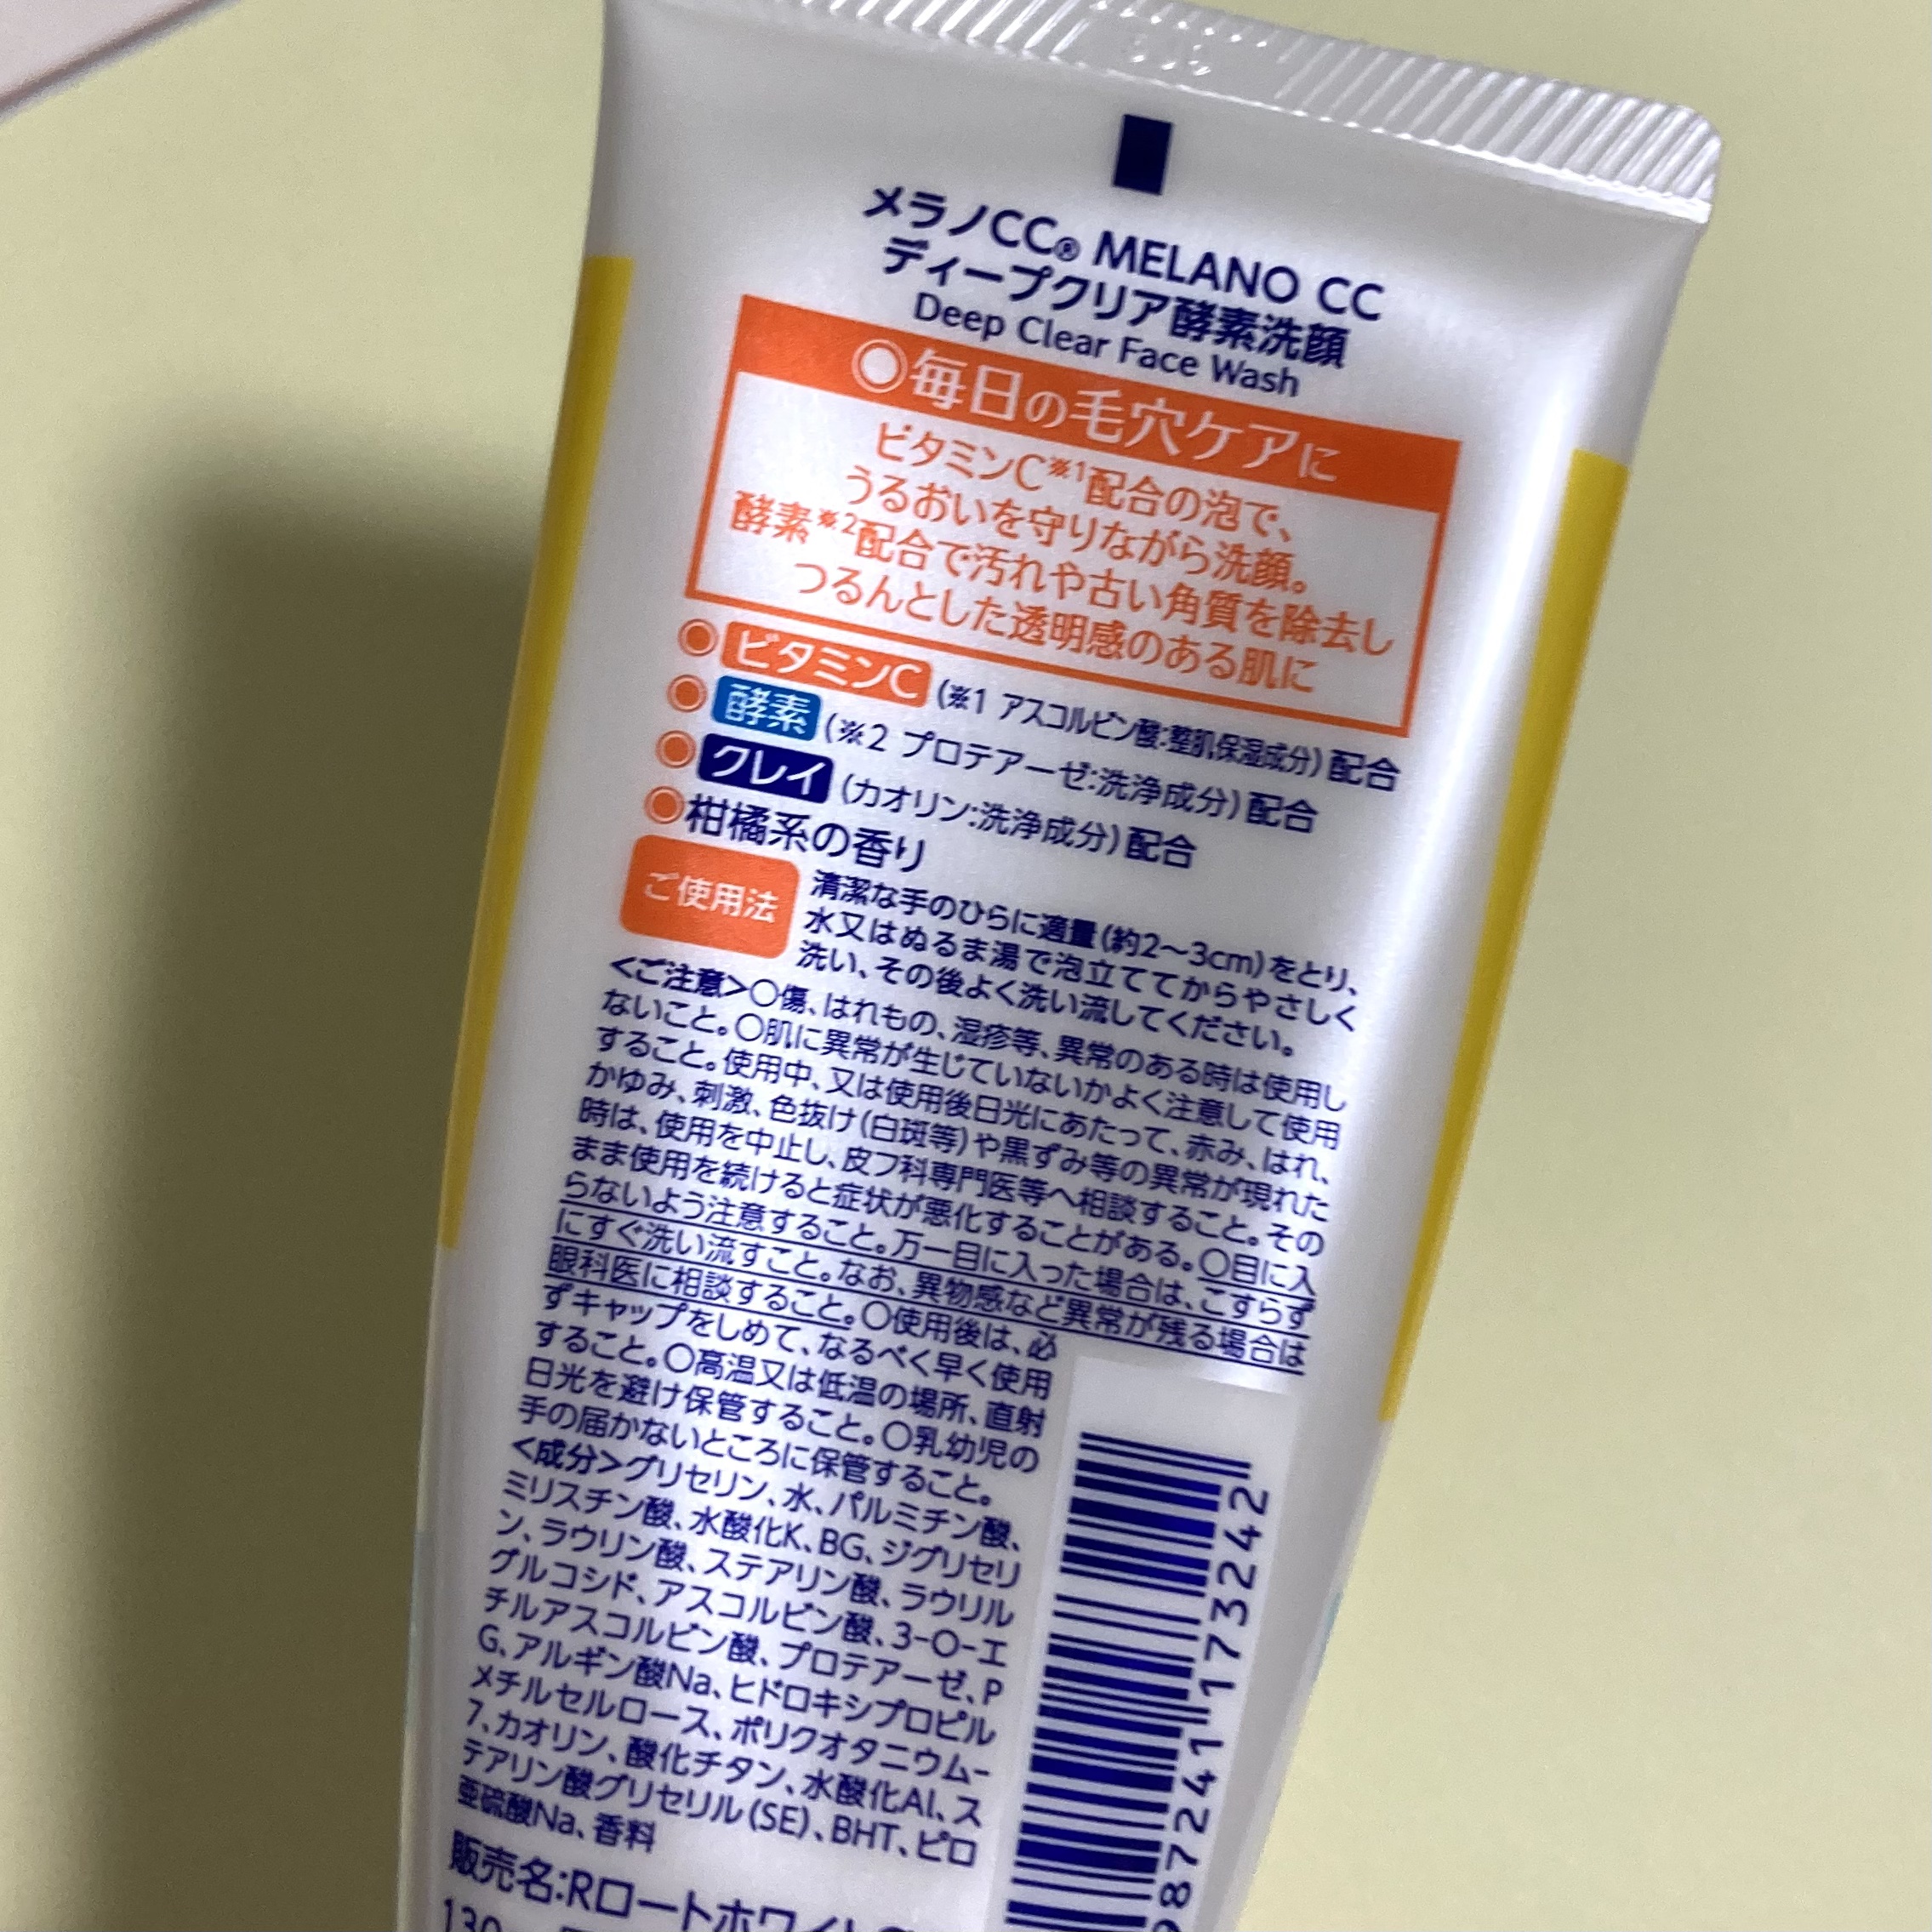 メラノCC® MELANO CC
ディープクリア酵素洗顔
Deep Clear Face Wash
◎毎日の毛穴ケアに
ビタミンC※1配合の泡で、
うるおいを守りながら洗顔。
酵素※2配合で汚れや古い角質を除去し
つるんとした透明感のある肌に
◎ビタミンC(※1 アスコルビン酸:整肌保湿成分)配合
◎酵素(※2 プロテアーゼ:洗浄成分)配合
◎クレイ(カオリン:洗浄成分)配合
◎柑橘系の香り
ご使用法
清潔な手のひらに適量(約2〜3cm)をとり、
水又はぬるま湯で泡立ててからやさしく
洗い、その後よく洗い流してください。
<ご注意>○傷、はれもの、湿疹等、異常のある時は使用し
ないこと。○肌に異常が生じていないかよく注意して使用
すること。使用中、又は使用後日光にあたって、赤み、はれ、
かゆみ、刺激、色抜け(白斑等)や黒ずみ等の異常が現れた
時は、使用を中止し、皮フ科専門医等へ相談すること。その
まま使用を続けると症状が悪化することがある。○目に入
らないよう注意すること。万一目に入った場合は、こすらず
にすぐ洗い流すこと。なお、異物感など異常が残る場合は
眼科医に相談すること。○使用後は、必
ずキャップをしめて、なるべく早く使用
すること。○高温又は低温の場所、直射
日光を避け保管すること。○乳幼児の
手の届かないところに保管すること。
<成分>グリセリン、水、パルミチン酸、
ミリスチン酸、水酸化K、BG、ジグリセリ
ン、ラウリン酸、ステアリン酸、ラウリル
グルコシド、アスコルビン酸、3-O-エ
チルアスコルビン酸、プロテアーゼ、P
G、アルギン酸Na、ヒドロキシプロピル
メチルセルロース、ポリクオタニウム-
7、カオリン、酸化チタン、水酸化Al、ス
テアリン酸グリセリル(SE)、BHT、ピロ
亜硫酸Na、香料
販売名:Rロートホワイト
130
987241 173242